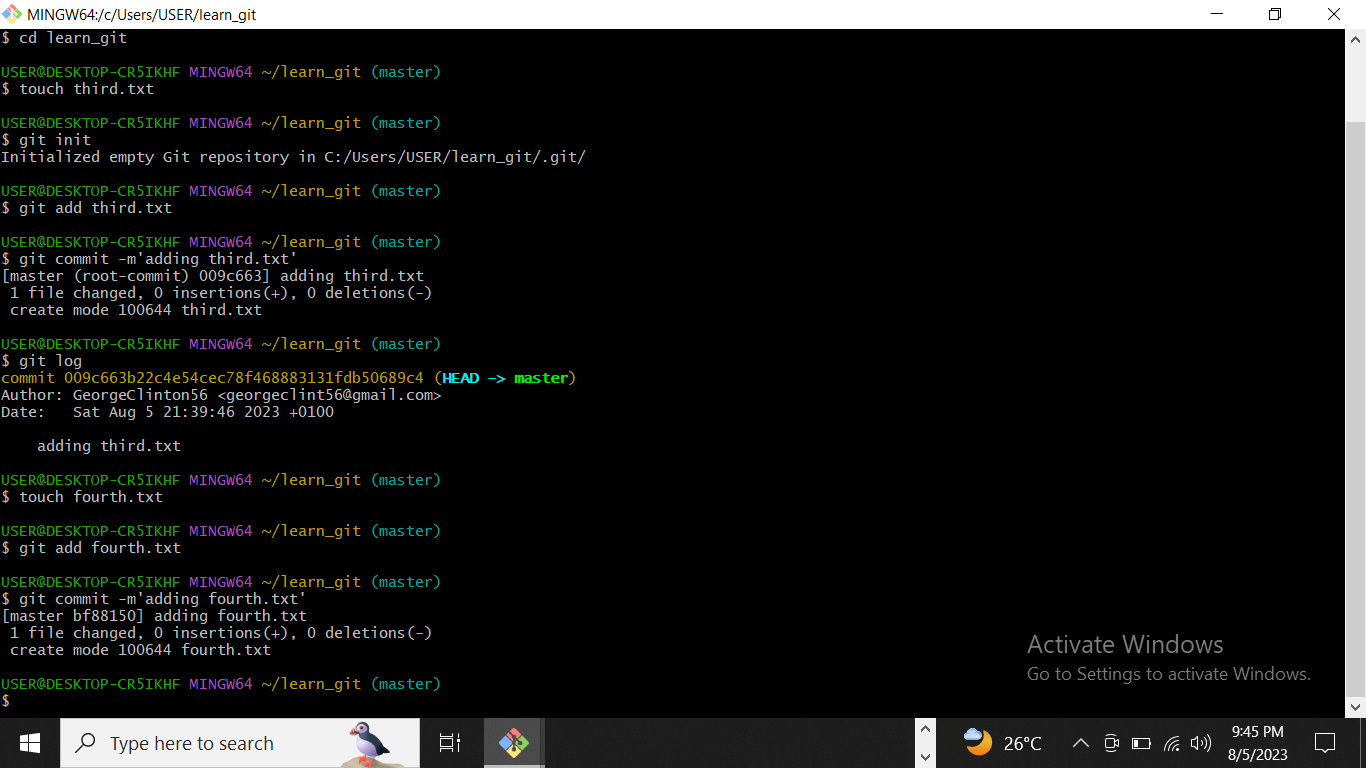 MINGW64:/c/Users/USER/learn_git
$ cd learn_git
USER@DESKTOP-CR5IKHF MINGW64 ~/learn_git (master)
$ touch third.txt
USER@DESKTOP-CR5IKHF MINGW64 ~/learn_git (master)
$ git init
Initialized empty Git repository in C:/Users/USER/learn_git/.git/
USER@DESKTOP-CR5IKHF MINGW64 ~/learn_git (master)
$ git add third.txt
USER@DESKTOP-CR5IKHF MINGW64 ~/learn_git (master)
$ git commit -m'adding third.txt'
[master (root-commit) 009c663] adding third.txt
 1 file changed, 0 insertions(+), 0 deletions(-)
 create mode 100644 third.txt
USER@DESKTOP-CR5IKHF MINGW64 ~/learn_git (master)
$ git log
commit 009c663b22c4e54cec78f468883131fdb50689c4 (HEAD -> master)
Author: GeorgeClinton56 <georgeclint56@gmail.com>
Date:   Sat Aug 5 21:39:46 2023 +0100
    adding third.txt
USER@DESKTOP-CR5IKHF MINGW64 ~/learn_git (master)
$ touch fourth.txt
USER@DESKTOP-CR5IKHF MINGW64 ~/learn_git (master)
$ git add fourth.txt
USER@DESKTOP-CR5IKHF MINGW64 ~/learn_git (master)
$ git commit -m'adding fourth.txt'
[master bf88150] adding fourth.txt
 1 file changed, 0 insertions(+), 0 deletions(-)
 create mode 100644 fourth.txt
USER@DESKTOP-CR5IKHF MINGW64 ~/learn_git (master)
$
Activate Windows
Go to Settings to activate Windows.
Type here to search
26°C
9:45 PM
8/5/2023